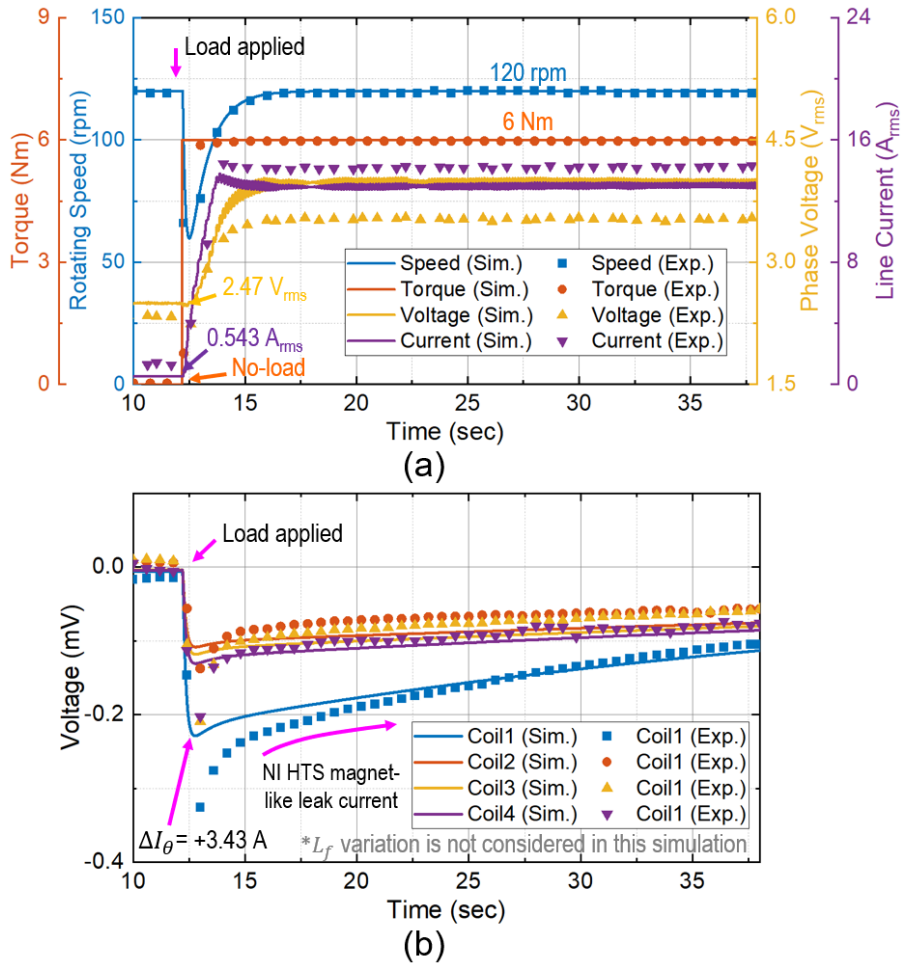 9
150
6.0
24
Load applied
120 rpm
6
100
4.5
16
6 Nm
Torque (Nm)
Rotating Speed (rpm)
Phase Voltage (Vrms)
Line Current (Arms)
3
50
3.0
8
2.47 Vrms
0.543 Arms
No-load
Speed (Sim.) Speed (Exp.)
Torque (Sim.) Torque (Exp.)
Voltage (Sim.) Voltage (Exp.)
Current (Sim.) Current (Exp.)
0
0
1.5
0
10 15 20 25 30 35
Time (sec)
(a)
Load applied
0.0
Voltage (mV)
-0.2
-0.4
NI HTS magnet-
like leak current
Coil1 (Sim.) Coil1 (Exp.)
Coil2 (Sim.) Coil1 (Exp.)
Coil3 (Sim.) Coil1 (Exp.)
Coil4 (Sim.) Coil1 (Exp.)
ΔIθ = +3.43 A
*Lf variation is not considered in this simulation
10 15 20 25 30 35
Time (sec)
(b)